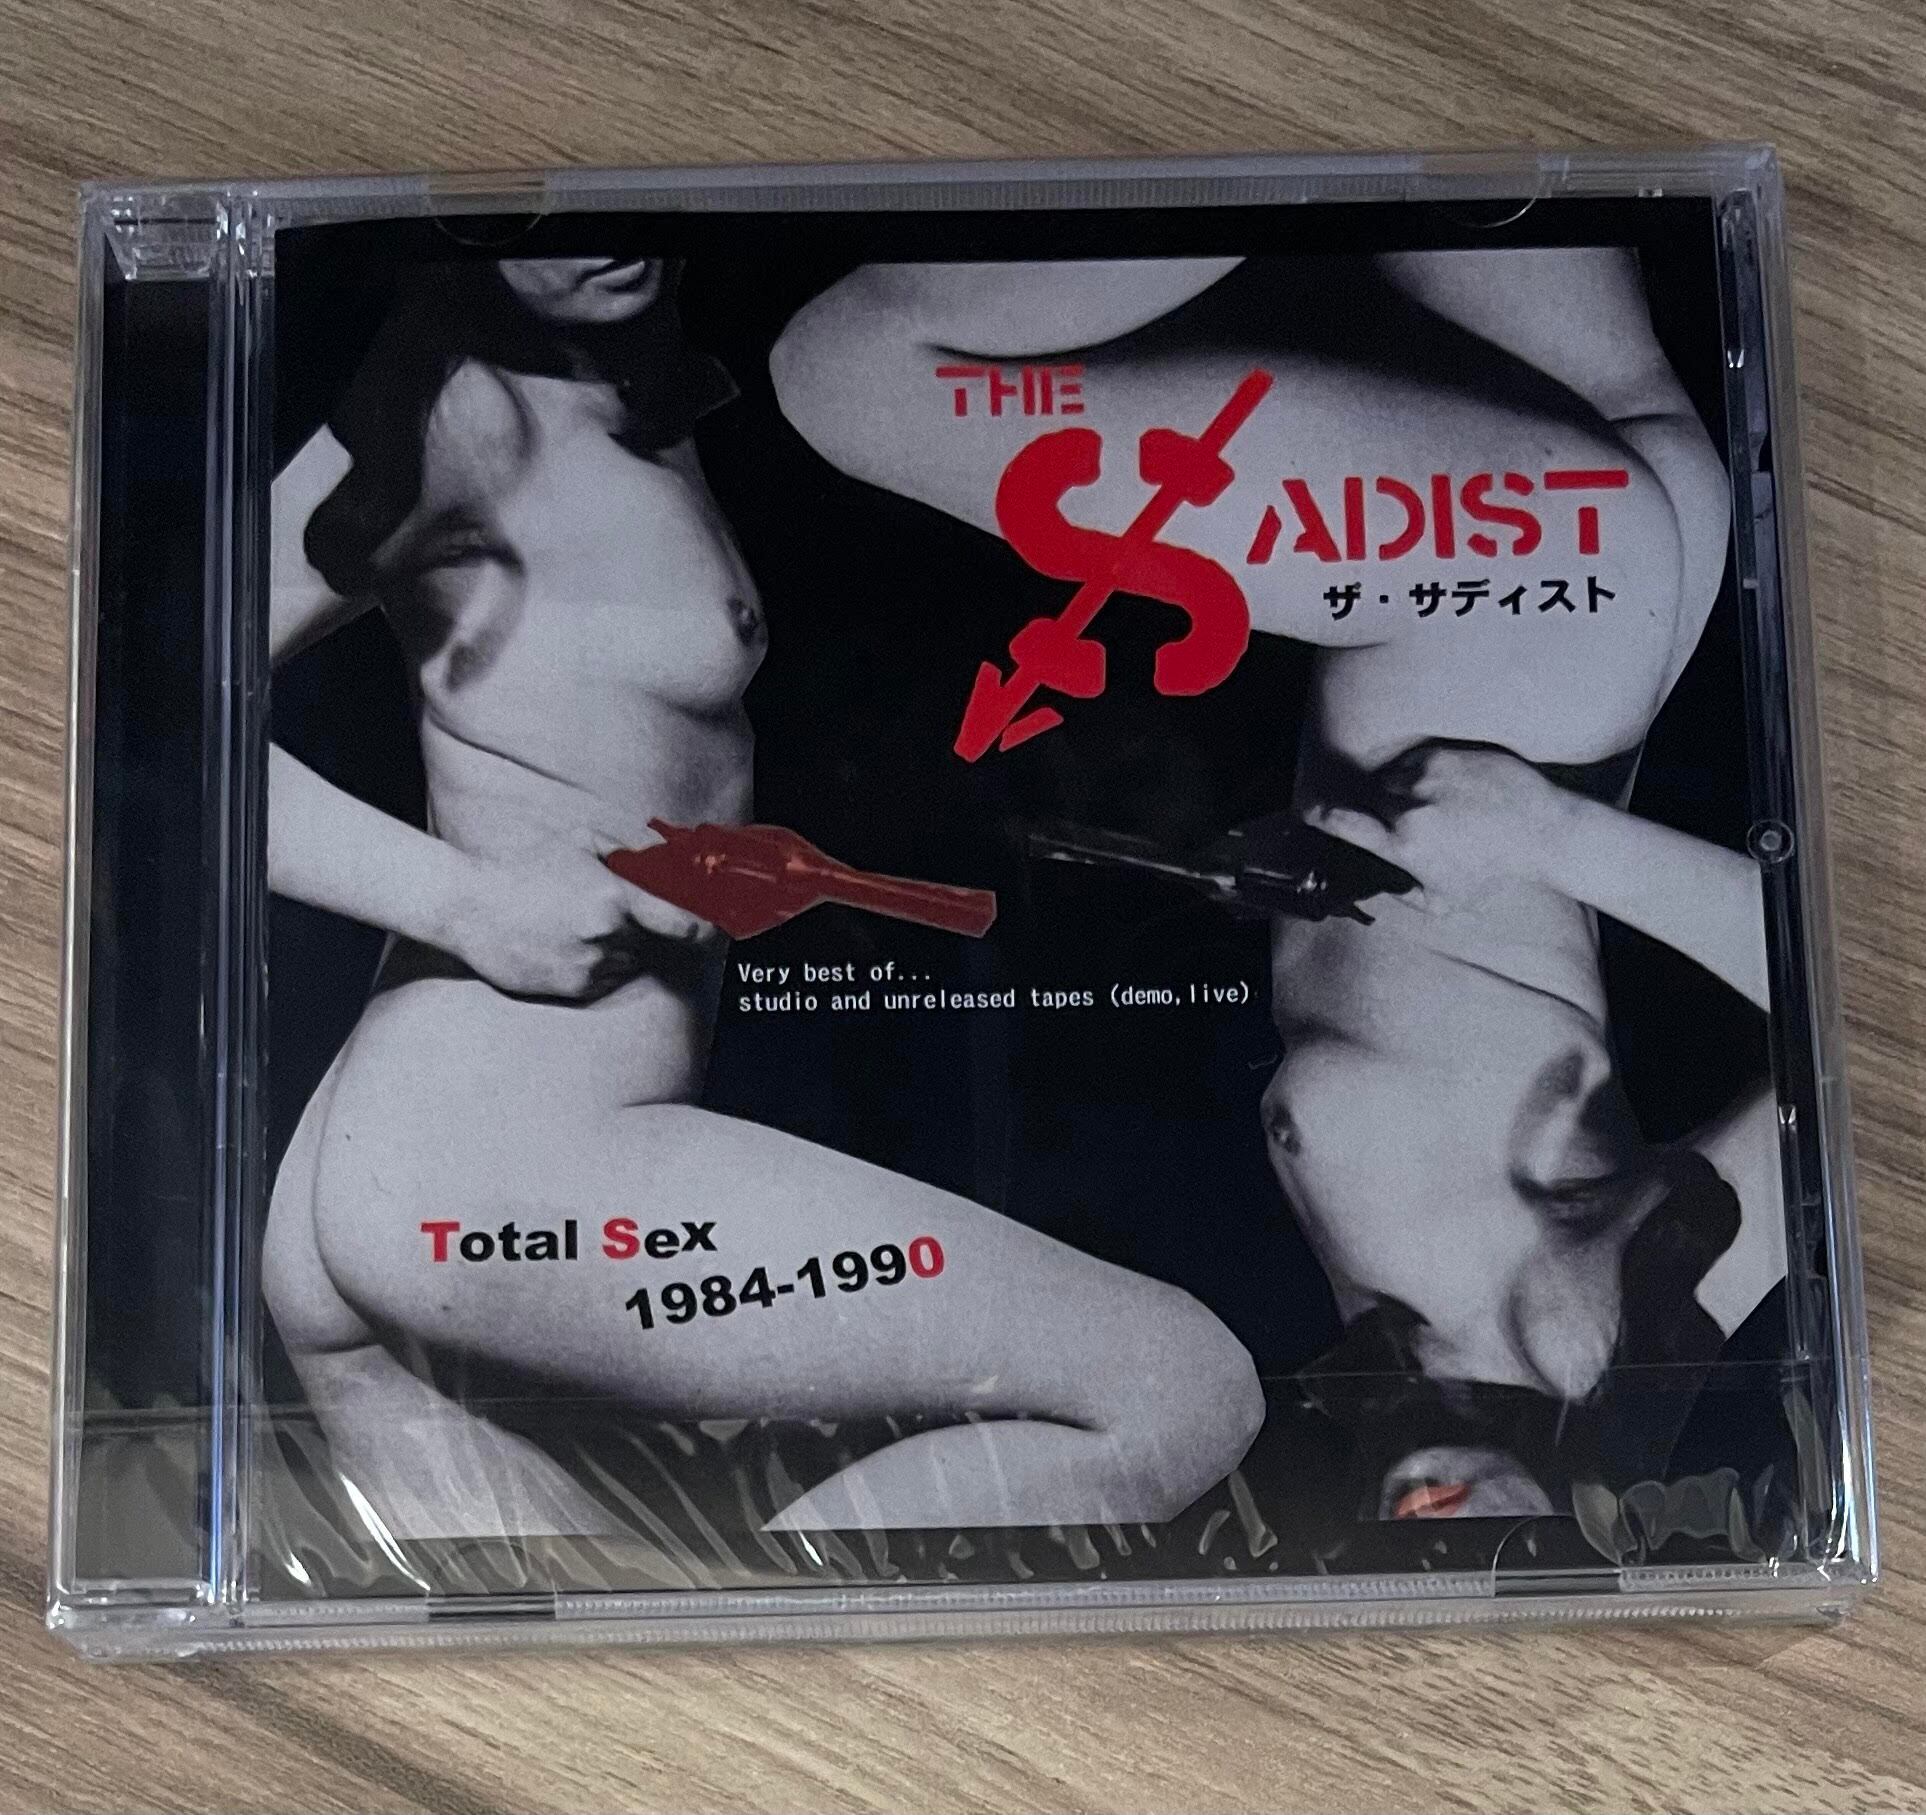 THE
SADIST
ザ・サディスト
Very best of...
studio and unreleased tapes (demo,live)
Total Sex
1984-1990